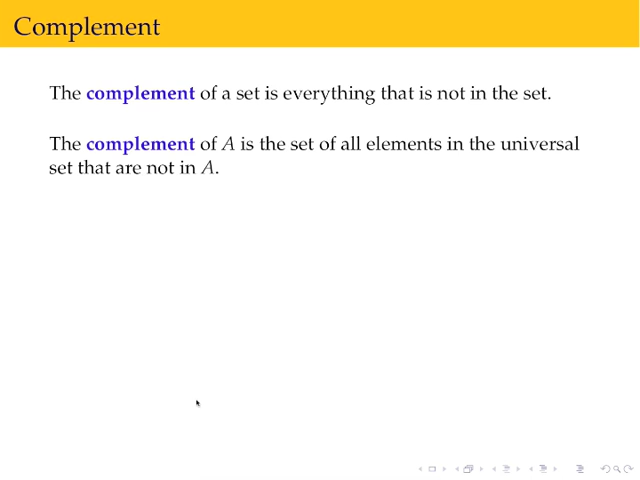 Complement
The complement of a set is everything that is not in the set.
The complement of A is the set of all elements in the universal
set that are not in A.